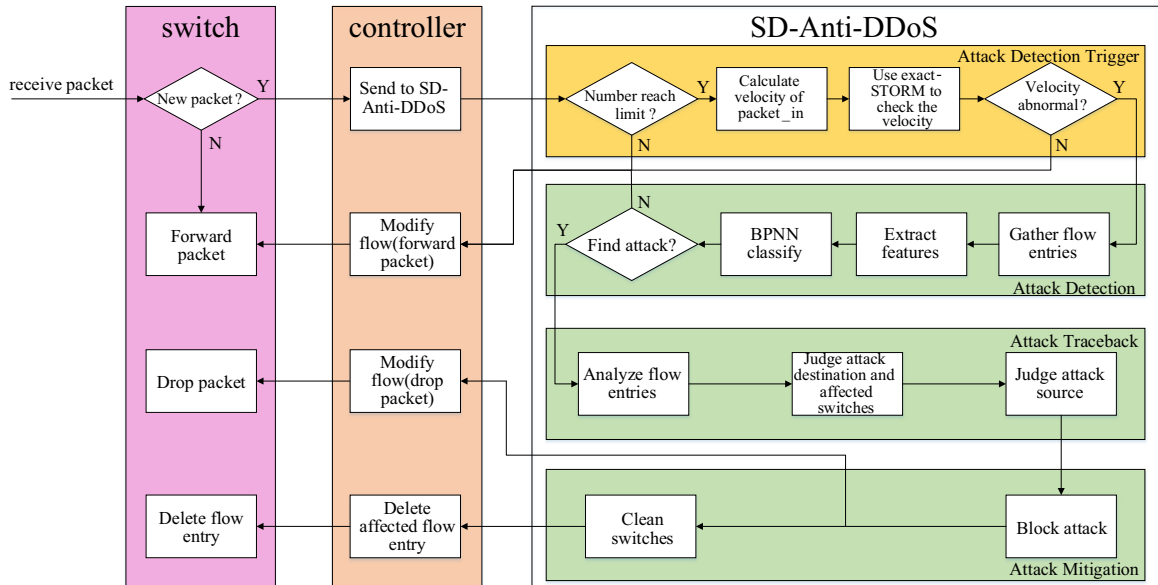 switch
controller
SD-Anti-DDoS
Attack Detection Trigger
receive packet
New packet?
Y
N
Send to SD-
Anti-DDoS
Number reach
limit ?
Y
N
Calculate
velocity of
packet_in
Use exact-
STORM to
check the
velocity
Velocity
abnormal?
Y
N
Forward
packet
Modify
flow(forward
packet)
N
Y
Find attack?
BPNN
classify
Extract
features
Gather flow
entries
Attack Detection
Attack Traceback
Drop packet
Modify
flow(drop
packet)
Analyze flow
entries
Judge attack
destination and
affected
switches
Judge attack
source
Delete flow
entry
Delete
affected flow
entry
Clean
switches
Block attack
Attack Mitigation